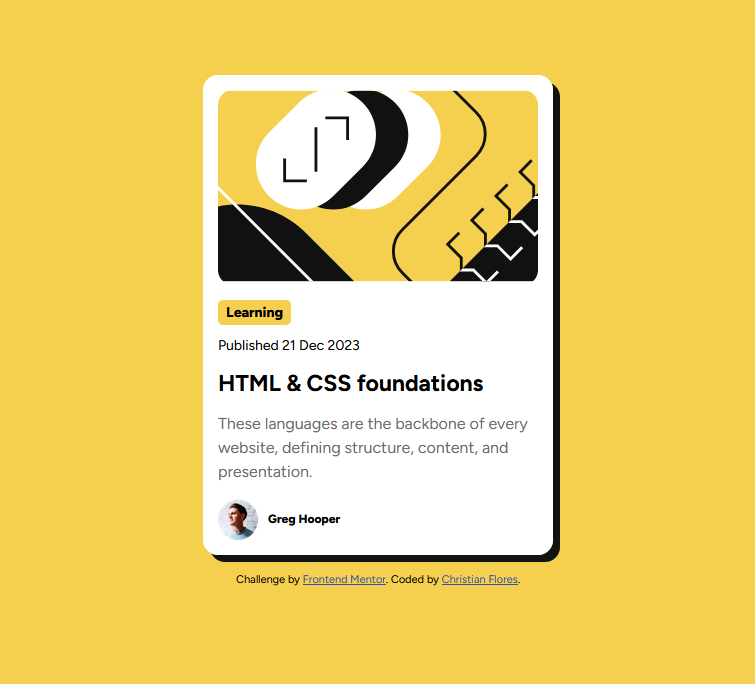 Learning
Published 21 Dec 2023
HTML & CSS foundations
These languages are the backbone of every
website, defining structure, content, and
presentation.
Greg Hooper
Challenge by Frontend Mentor. Coded by Christian Flores.